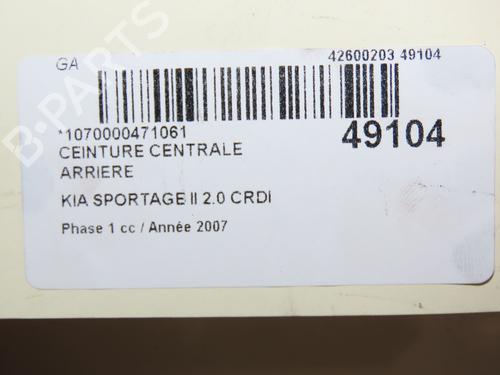 GA 42600203 49104
*1070000471061 49104
CEINTURE CENTRALE
ARRIERE
KIA SPORTAGE II 2.0 CRDI
Phase 1 cc / Année 2007
B-PARTS